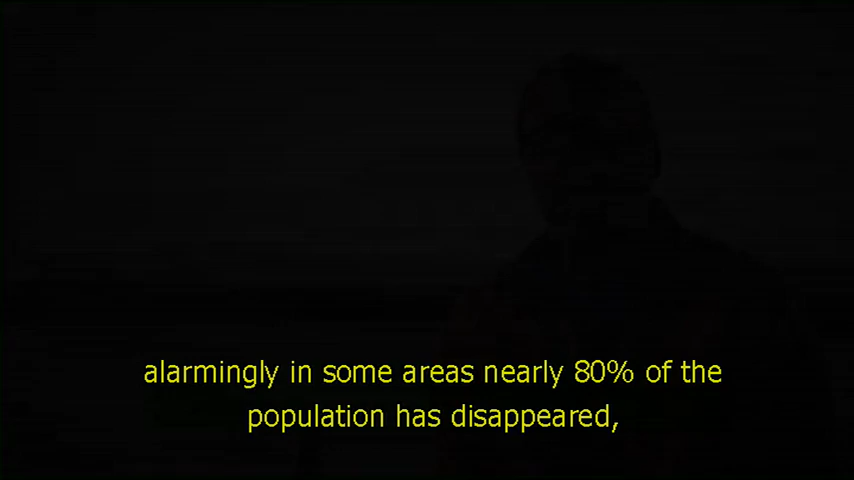 alarmingly in some areas nearly 80% of the
population has disappeared,